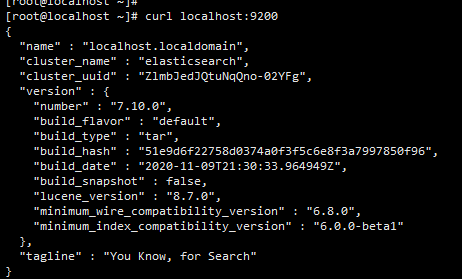 [root@localhost ~]#
[root@localhost ~]# curl localhost:9200
{
  "name" : "localhost.localdomain",
  "cluster_name" : "elasticsearch",
  "cluster_uuid" : "ZlmbJedJQtuNqQno-02YFg",
  "version" : {
    "number" : "7.10.0",
    "build_flavor" : "default",
    "build_type" : "tar",
    "build_hash" : "51e9d6f22758d0374a0f3f5c6e8f3a7997850f96",
    "build_date" : "2020-11-09T21:30:33.964949Z",
    "build_snapshot" : false,
    "lucene_version" : "8.7.0",
    "minimum_wire_compatibility_version" : "6.8.0",
    "minimum_index_compatibility_version" : "6.0.0-beta1"
  },
  "tagline" : "You Know, for Search"
}